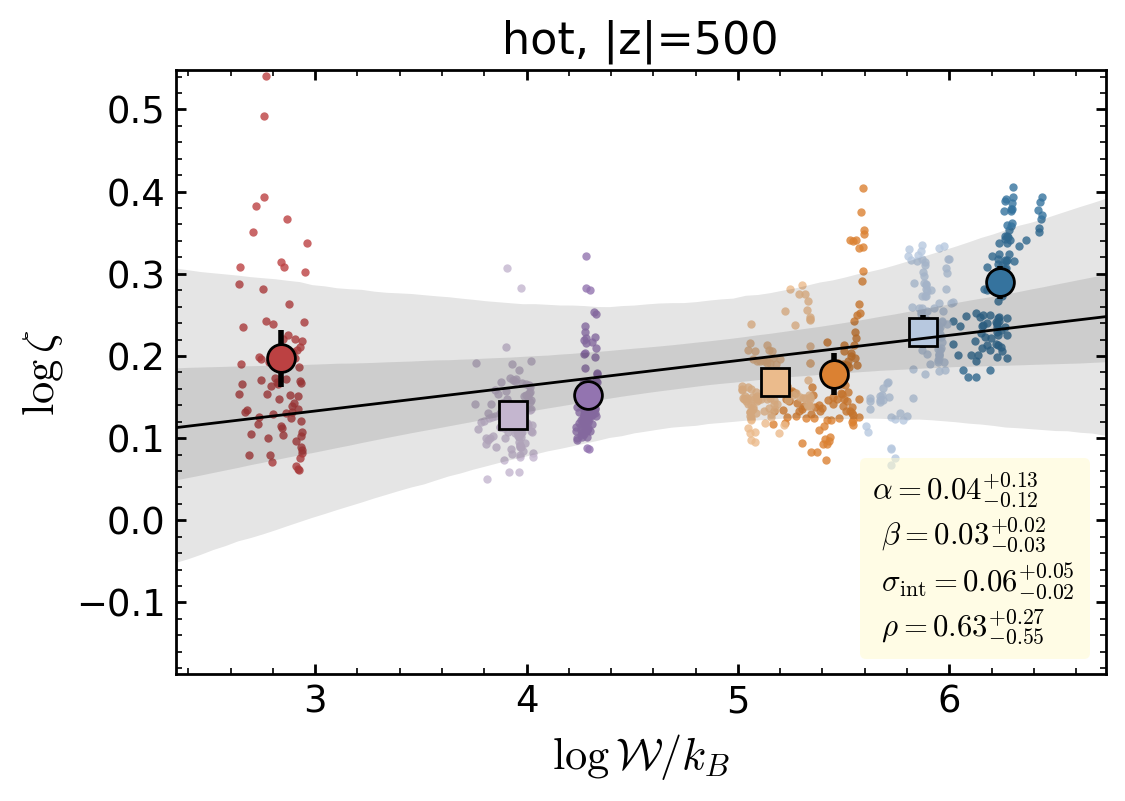 hot, |z|=500
log ζ
0.5
0.4
0.3
0.2
0.1
0.0
−0.1
3 4 5 6
log 𝒲/k_B
α = 0.04^{+0.13}_{−0.12}
β = 0.03^{+0.02}_{−0.03}
σ_int = 0.06^{+0.05}_{−0.02}
ρ = 0.63^{+0.27}_{−0.55}